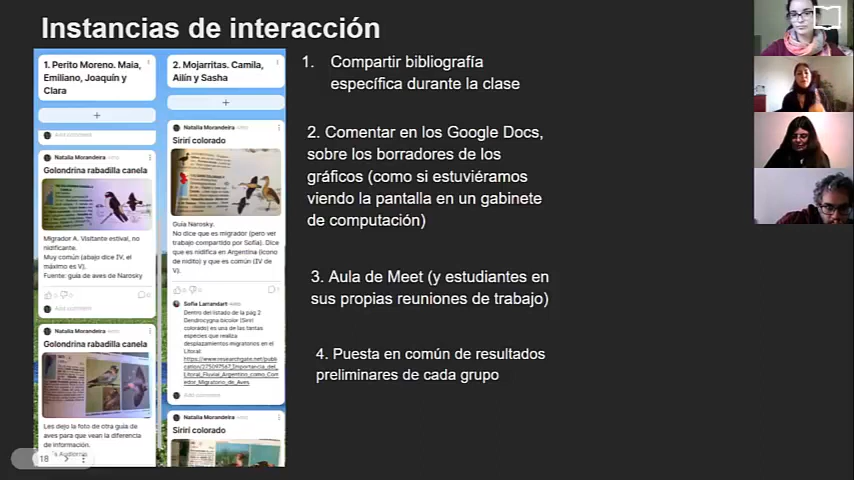 Instancias de interacción
1. Perito Moreno. Maia,
Emiliano, Joaquín y
Clara
+
Add comment
Natalia Morandeira
Golondrina rabadilla canela
Migrador A. Visitante estival, no
nidificante.
Muy común (abajo dice IV, el
máximo es V).
Fuente: guía de aves de Narosky
Add comment
Natalia Morandeira
Golondrina rabadilla canela
Les dejo la foto de otra guía de
aves para que vean la diferencia
de información.
18
2. Mojarritas. Camila,
Ailín y Sasha
+
Natalia Morandeira
Sirirí colorado
Guía Narosky.
No dice que es migrador (pero ver
trabajo compartido por Sofía). Dice
que es nidifica en Argentina (ícono
de nidito) y que es común (IV de
V).
Sofía Larrandart
Dentro del listado de la pag 2
Dendrocygna bicolor (Sirirí
colorado) es una de las tantas
especies que realiza
desplazamientos migratorios en el
Litoral:
Add comment
Natalia Morandeira
Sirirí colorado
1. Compartir bibliografía
específica durante la clase
2. Comentar en los Google Docs,
sobre los borradores de los
gráficos (como si estuviéramos
viendo la pantalla en un gabinete
de computación)
3. Aula de Meet (y estudiantes en
sus propias reuniones de trabajo)
4. Puesta en común de resultados
preliminares de cada grupo